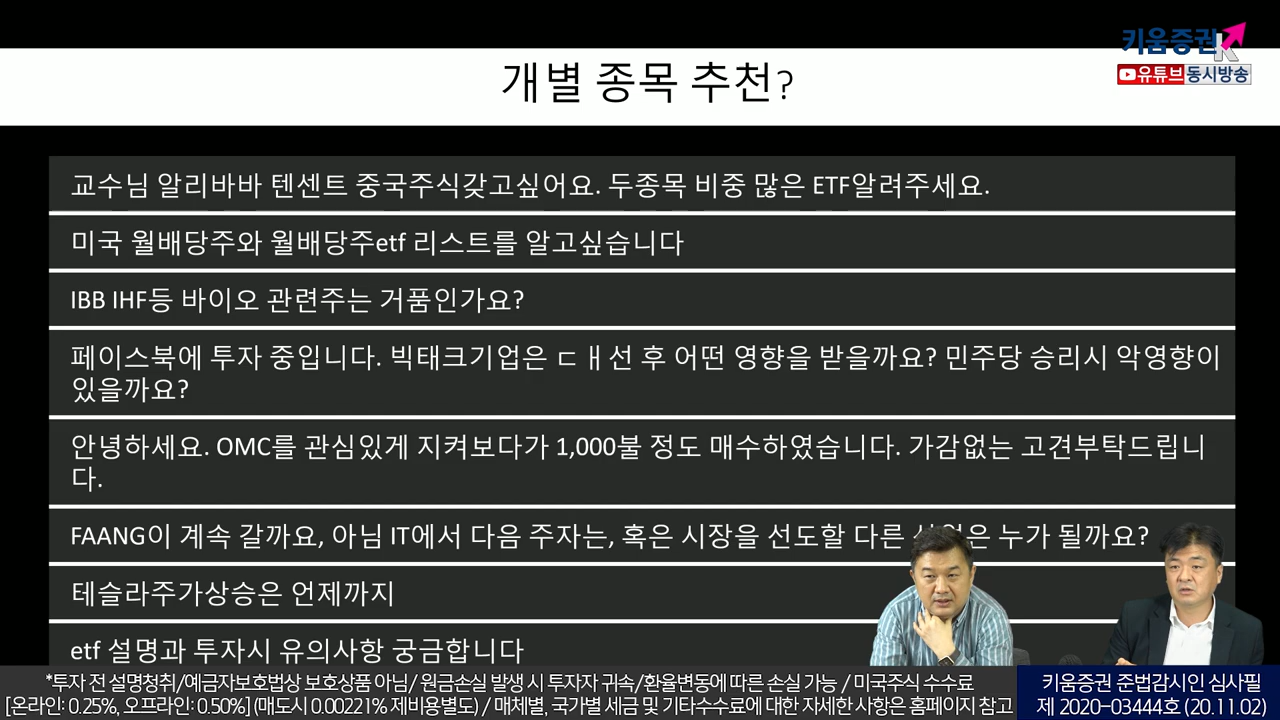 키움증권
유튜브동시방송
개별 종목 추천?
교수님 알리바바 텐센트 중국주식갖고싶어요. 두종목 비중 많은 ETF알려주세요.
미국 월배당주와 월배당주etf 리스트를 알고싶습니다
IBB IHF등 바이오 관련주는 거품인가요?
페이스북에 투자 중입니다. 빅태크기업은 ㄷㅐ선 후 어떤 영향을 받을까요? 민주당 승리시 악영향이
있을까요?
안녕하세요. OMC를 관심있게 지켜보다가 1,000불 정도 매수하였습니다. 가감없는 고견부탁드립니
다.
FAANG이 계속 갈까요, 아님 IT에서 다음 주자는, 혹은 시장을 선도할 다른 누가 될까요?
테슬라주가상승은 언제까지
etf 설명과 투자시 유의사항 궁금합니다
*투자 전 설명청취/예금자보호법상 보호상품 아님/ 원금손실 발생 시 투자자 귀속/환율변동에 따른 손실 가능 / 미국주식 수수료
[온라인: 0.25%, 오프라인: 0.50%] (매도시 0.00221% 제비용별도) / 매체별, 국가별 세금 및 기타수수료에 대한 자세한 사항은 홈페이지 참고
키움증권 준법감시인 심사필
제 2020-03444호 (20.11.02)